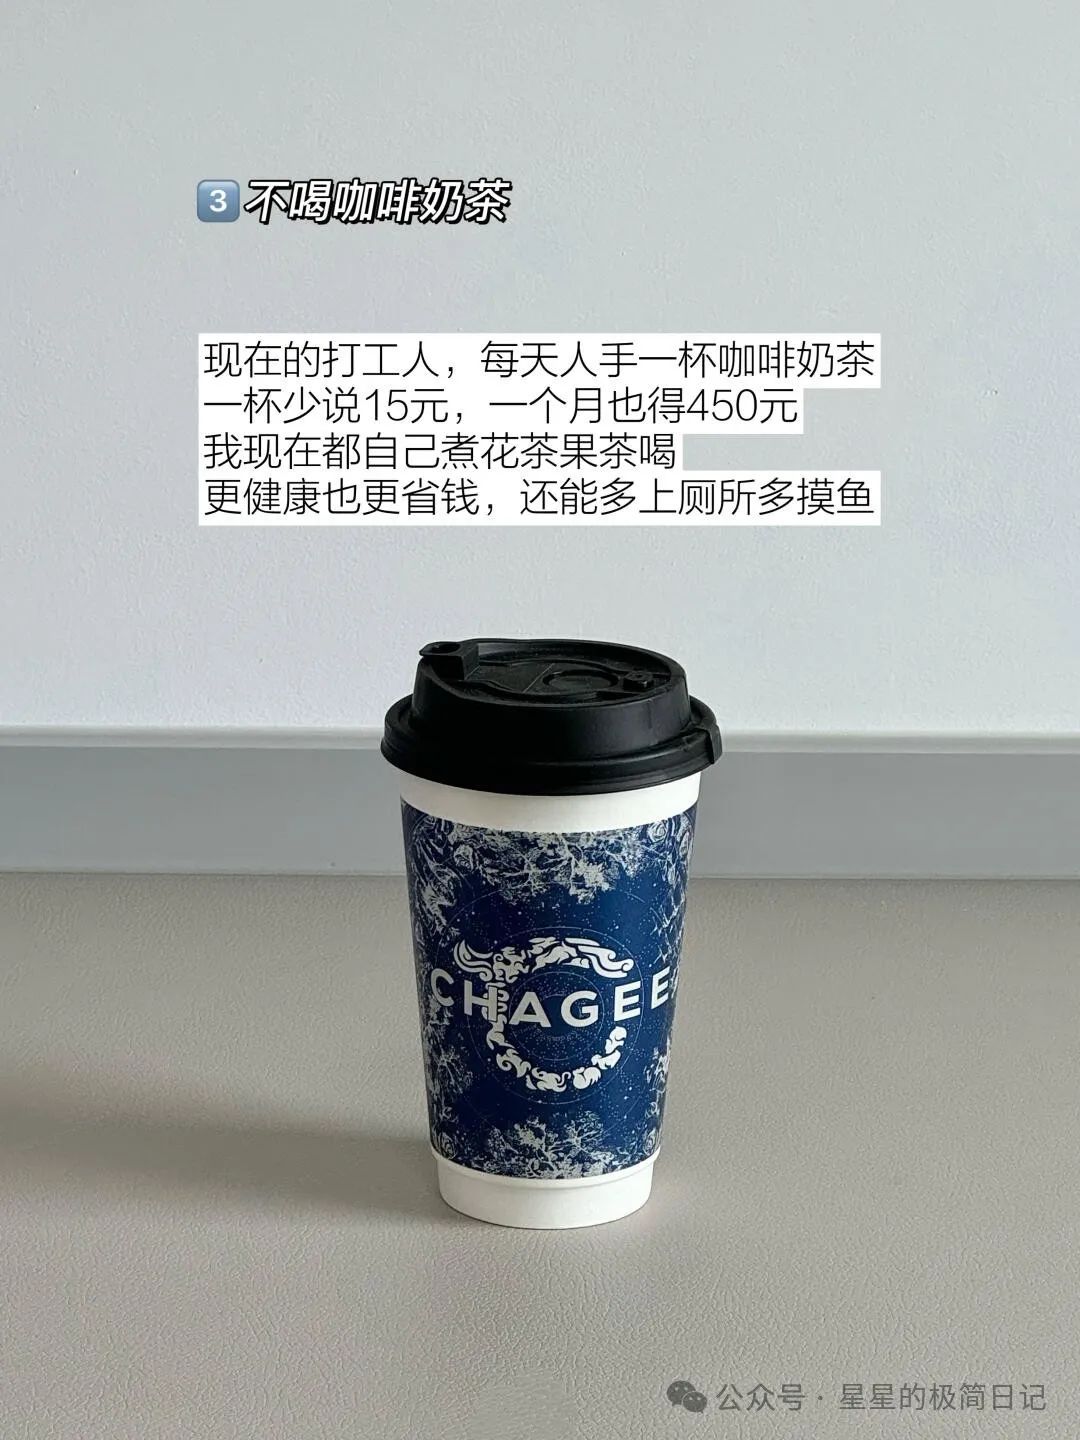 3 不喝咖啡奶茶
现在的打工人，每天人手一杯咖啡奶茶
一杯少说15元，一个月也得450元
我现在都自己煮花茶果茶喝
更健康也更省钱，还能多上厕所多摸鱼
CHAGEE
公众号·星星的极简日记